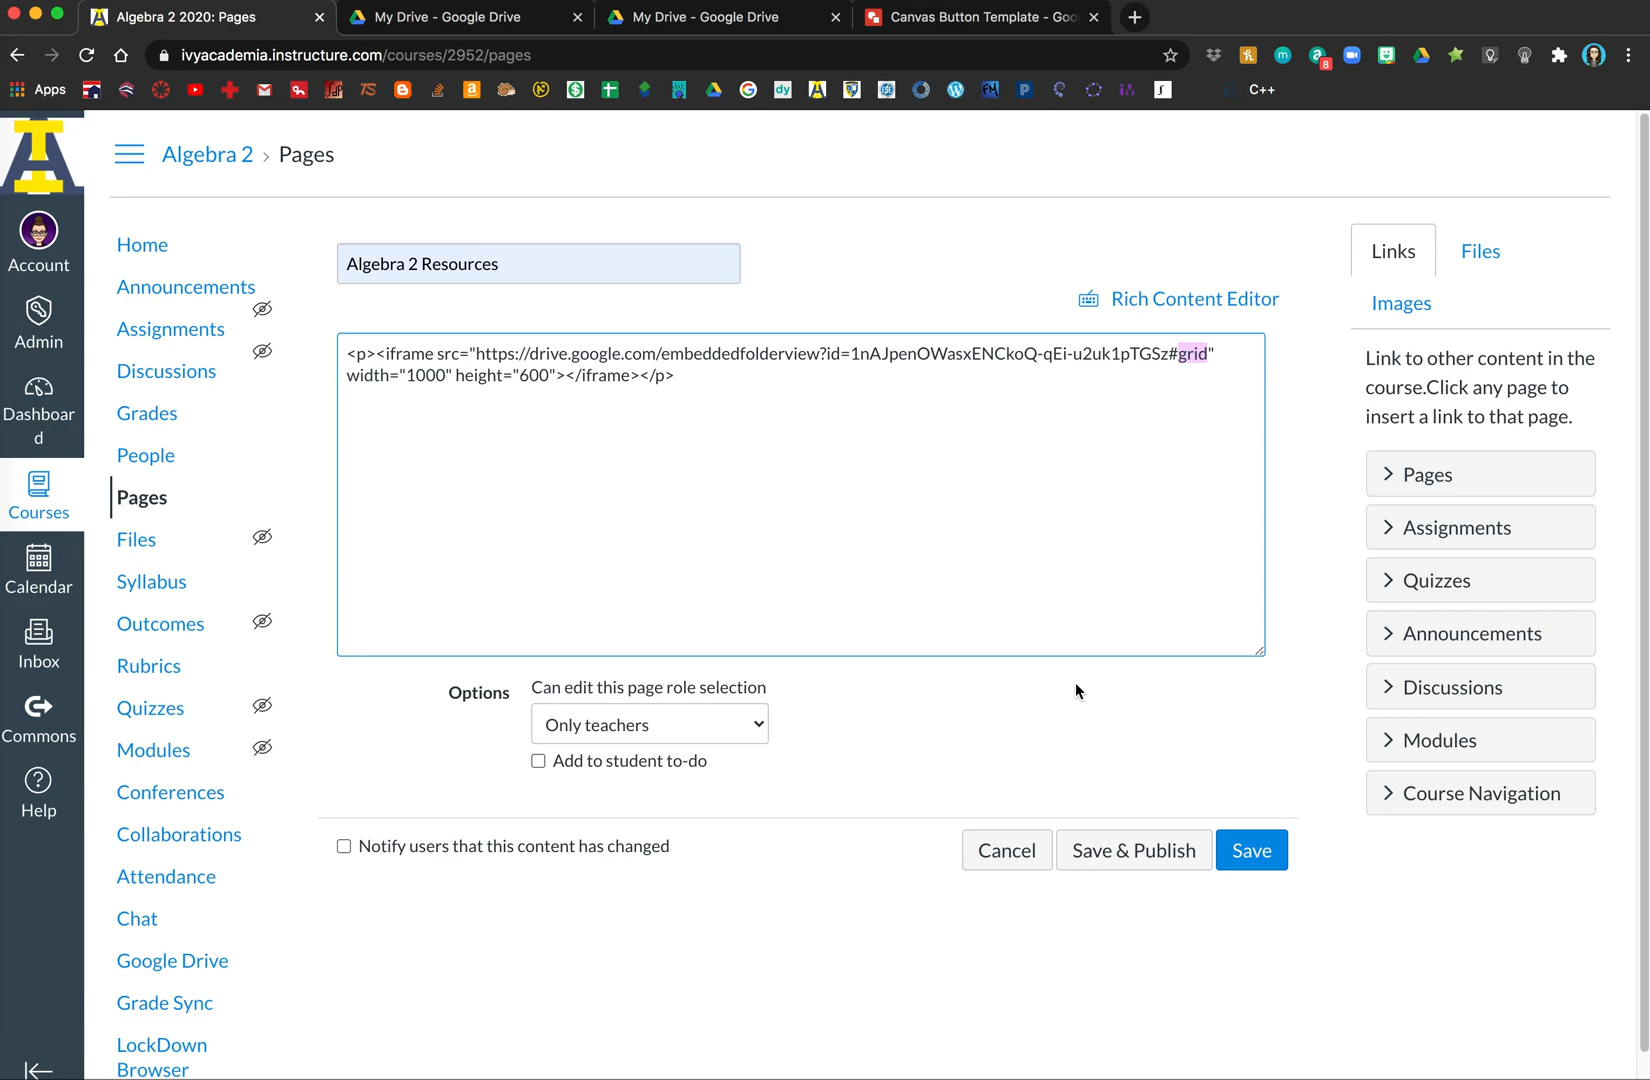 Algebra 2 2020: Pages
My Drive - Google Drive
My Drive - Google Drive
Canvas Button Template - Goo
ivyacademia.instructure.com/courses/2952/pages
8
Apps
C++
Algebra 2 › Pages
Account
Admin
Dashboar
d
Courses
Calendar
Inbox
Commons
Help
Home
Announcements
Assignments
Discussions
Grades
People
Pages
Files
Syllabus
Outcomes
Rubrics
Quizzes
Modules
Conferences
Collaborations
Attendance
Chat
Google Drive
Grade Sync
LockDown
Browser
Algebra 2 Resources
Rich Content Editor
<p><iframe src="https://drive.google.com/embeddedfolderview?id=1nAJpenOWasxENCkoQ-qEi-u2uk1pTGSz#grid"
width="1000" height="600"></iframe></p>
Options
Can edit this page role selection
Only teachers
Add to student to-do
Notify users that this content has changed
Cancel
Save & Publish
Save
Links
Files
Images
Link to other content in the
course.Click any page to
insert a link to that page.
Pages
Assignments
Quizzes
Announcements
Discussions
Modules
Course Navigation